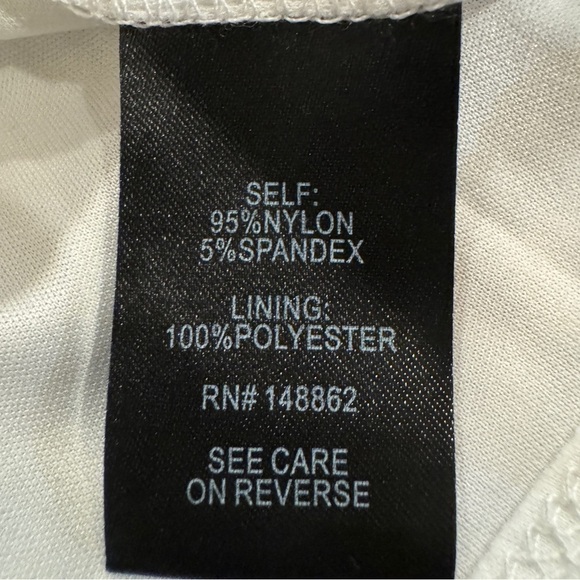 SELF:
95%NYLON
5%SPANDEX
LINING:
100%POLYESTER
RN# 148862
SEE CARE
ON REVERSE